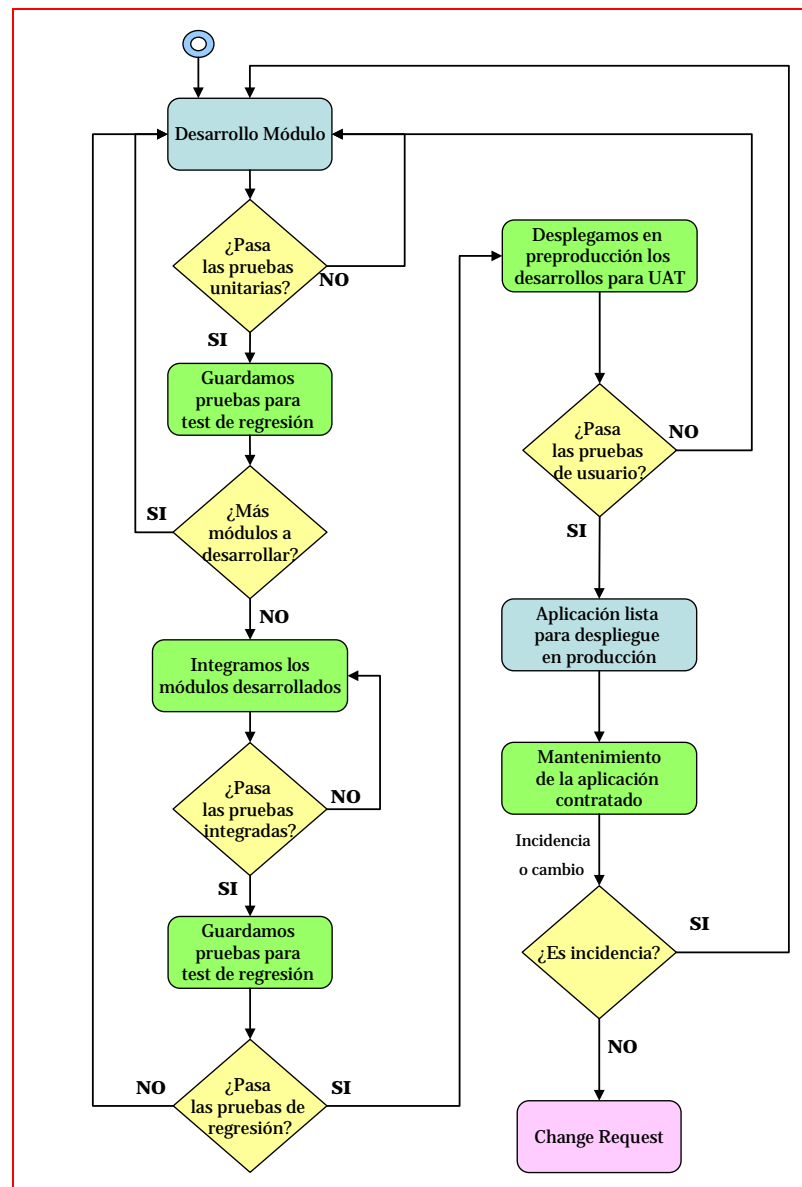 Desarrollo Módulo
¿Pasa
las pruebas
unitarias?
NO
SI
Guardamos
pruebas para
test de regresión
¿Más
módulos a
desarrollar?
SI
NO
Integramos los
módulos desarrollados
¿Pasa
las pruebas
integradas?
NO
SI
Guardamos
pruebas para
test de regresión
¿Pasa
las pruebas de
regresión?
NO
SI
Desplegamos en
preproducción los
desarrollos para UAT
¿Pasa
las pruebas
de usuario?
NO
SI
Aplicación lista
para despliegue
en producción
Mantenimiento
de la aplicación
contratado
Incidencia
o cambio
¿Es incidencia?
SI
NO
Change Request